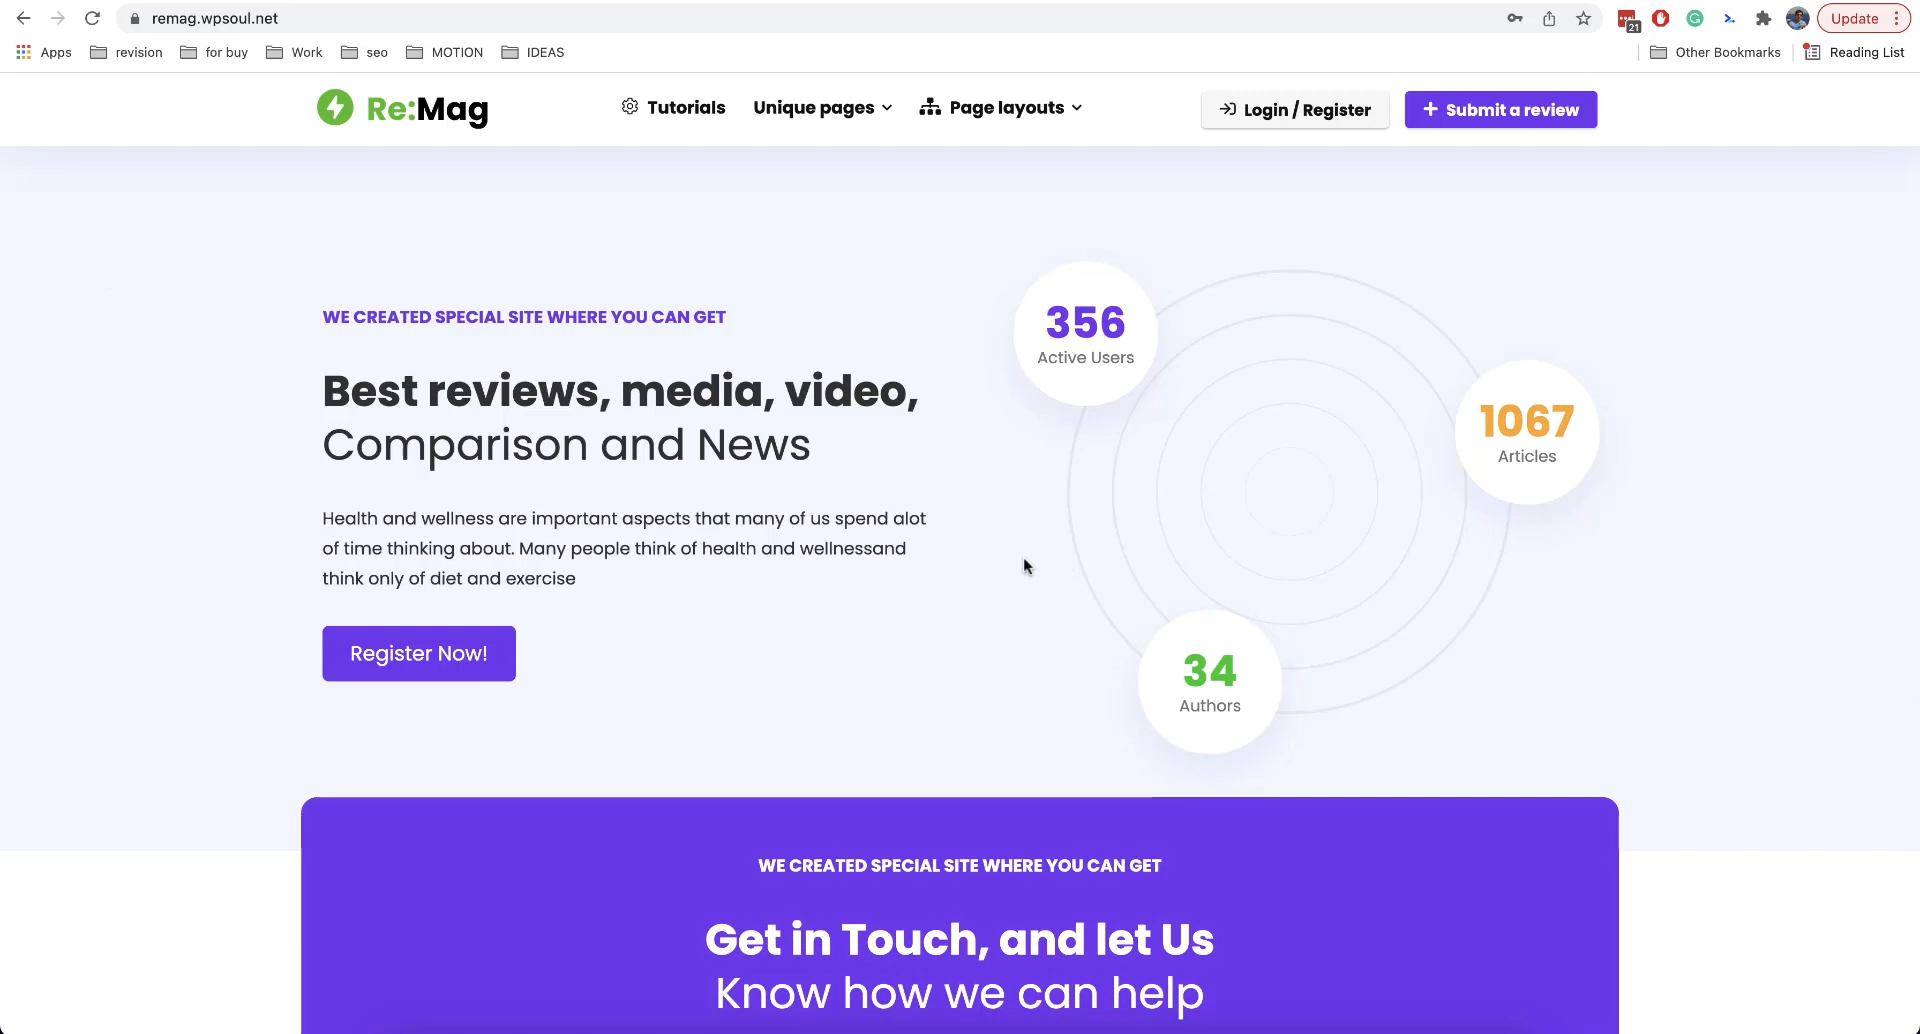 remag.wpsoul.net
21
Update
Apps
revision
for buy
Work
seo
MOTION
IDEAS
Other Bookmarks
Reading List
Re:Mag
Tutorials
Unique pages
Page layouts
Login / Register
Submit a review
WE CREATED SPECIAL SITE WHERE YOU CAN GET
Best reviews, media, video,
Comparison and News
Health and wellness are important aspects that many of us spend alot
of time thinking about. Many people think of health and wellnessand
think only of diet and exercise
Register Now!
356
Active Users
1067
Articles
34
Authors
WE CREATED SPECIAL SITE WHERE YOU CAN GET
Get in Touch, and let Us
Know how we can help